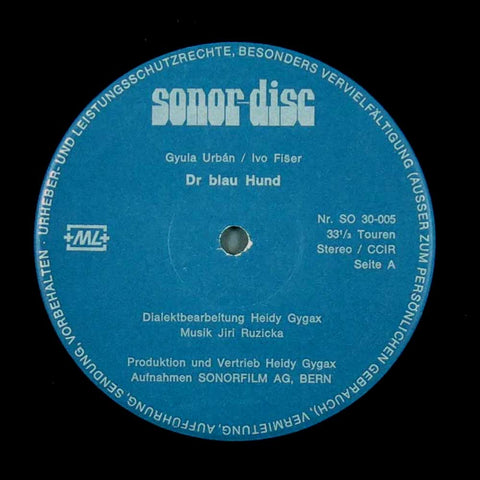 URHEBER- UND LEISTUNGSSCHUTZRECHTE, BESONDERS VERVIELFÄLTIGUNG (AUSSER ZUM PERSÖNLICHEN GEBRAUCH), VERMIETUNG, AUFFÜHRUNG, SENDUNG VORBEHALTEN ·
sonor-disc
Gyula Urbán / Ivo Fišer
Dr blau Hund
+ML+
Nr. SO 30-005
33 1/3 Touren
Stereo / CCIR
Seite A
Dialektbearbeitung Heidy Gygax
Musik Jiri Ruzicka
Produktion und Vertrieb Heidy Gygax
Aufnahmen SONORFILM AG, BERN